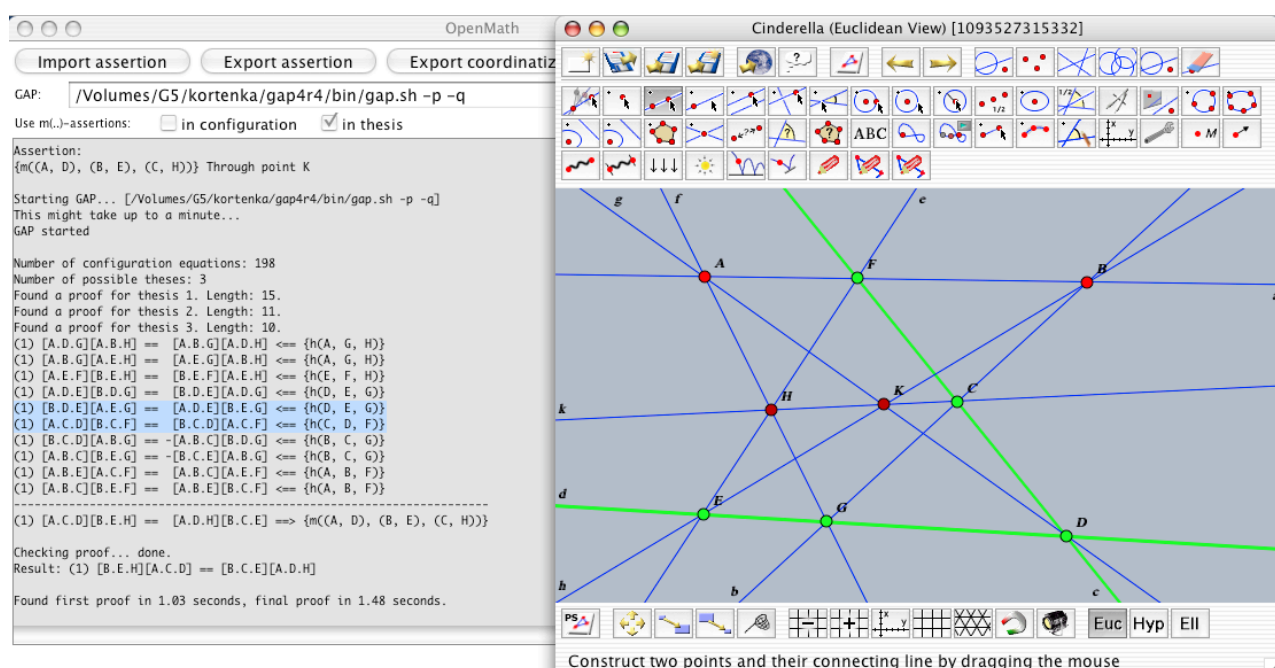 OpenMath
Import assertion
Export assertion
Export coordinatiz
GAP: /Volumes/G5/kortenka/gap4r4/bin/gap.sh -p -q
Use m(..)-assertions: in configuration in thesis
Assertion:
{m((A, D), (B, E), (C, H))} Through point K
Starting GAP... [/Volumes/G5/kortenka/gap4r4/bin/gap.sh -p -q]
This might take up to a minute...
GAP started
Number of configuration equations: 198
Number of possible theses: 3
Found a proof for thesis 1. Length: 15.
Found a proof for thesis 2. Length: 11.
Found a proof for thesis 3. Length: 10.
(1) [A.D.G][A.B.H] == [A.B.G][A.D.H] <== {h(A, G, H)}
(1) [A.B.G][A.E.H] == [A.E.G][A.B.H] <== {h(A, G, H)}
(1) [A.E.F][B.E.H] == [B.E.F][A.E.H] <== {h(E, F, H)}
(1) [A.D.E][B.D.G] == [B.D.E][A.D.G] <== {h(D, E, G)}
(1) [B.D.E][A.E.G] == [A.D.E][B.E.G] <== {h(D, E, G)}
(1) [A.C.D][B.C.F] == [B.C.D][A.C.F] <== {h(C, D, F)}
(1) [B.C.D][A.B.G] == -[A.B.C][B.D.G] <== {h(B, C, G)}
(1) [A.B.C][B.E.G] == -[B.C.E][A.B.G] <== {h(B, C, G)}
(1) [A.B.E][A.C.F] == [A.B.C][A.E.F] <== {h(A, B, F)}
(1) [A.B.C][B.E.F] == [A.B.E][B.C.F] <== {h(A, B, F)}
--------------------------------------------------------------------
(1) [A.C.D][B.E.H] == [A.D.H][B.C.E] ==> {m((A, D), (B, E), (C, H))}
Checking proof... done.
Result: (1) [B.E.H][A.C.D] == [B.C.E][A.D.H]
Found first proof in 1.03 seconds, final proof in 1.48 seconds.
Cinderella (Euclidean View) [1093527315332]
ABC
M
g
f
e
A
F
B
H
K
C
k
d
E
G
D
h
b
c
PS
x
y
Euc
Hyp
Ell
Construct two points and their connecting line by dragging the mouse